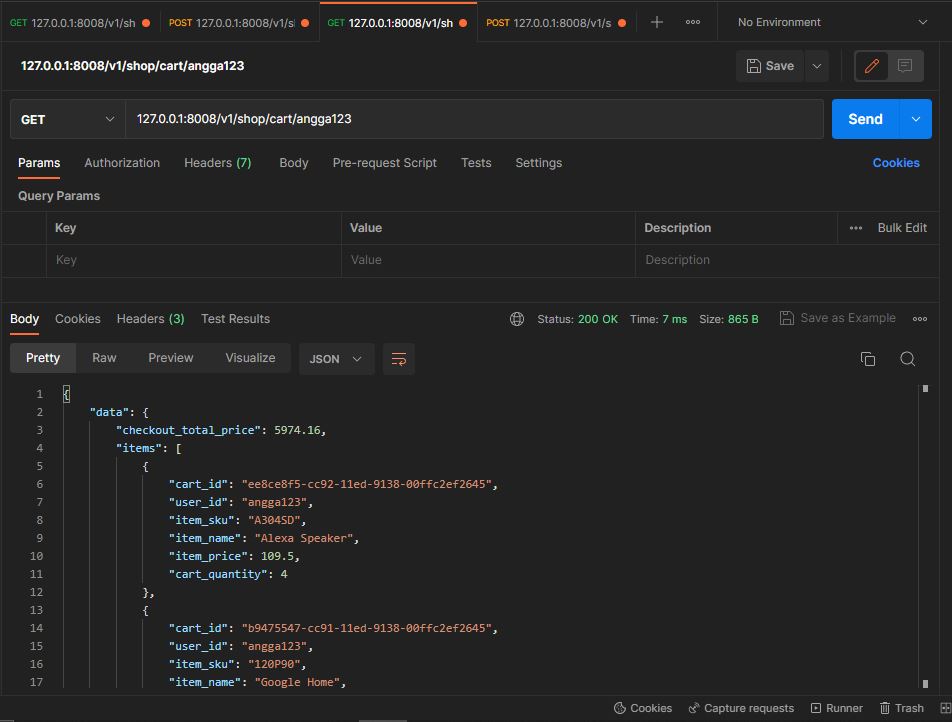 GET 127.0.0.1:8008/v1/sh POST 127.0.0.1:8008/v1/sl GET 127.0.0.1:8008/v1/sh POST 127.0.0.1:8008/v1/s No Environment
127.0.0.1:8008/v1/shop/cart/angga123 Save
GET 127.0.0.1:8008/v1/shop/cart/angga123 Send
Params Authorization Headers (7) Body Pre-request Script Tests Settings Cookies
Query Params
Key Value Description Bulk Edit
Key Value Description
Body Cookies Headers (3) Test Results Status: 200 OK Time: 7 ms Size: 865 B Save as Example
Pretty Raw Preview Visualize JSON
1 {
2 "data": {
3 "checkout_total_price": 5974.16,
4 "items": [
5 {
6 "cart_id": "ee8ce8f5-cc92-11ed-9138-00ffc2ef2645",
7 "user_id": "angga123",
8 "item_sku": "A304SD",
9 "item_name": "Alexa Speaker",
10 "item_price": 109.5,
11 "cart_quantity": 4
12 },
13 {
14 "cart_id": "b9475547-cc91-11ed-9138-00ffc2ef2645",
15 "user_id": "angga123",
16 "item_sku": "120P90",
17 "item_name": "Google Home",
Cookies Capture requests Runner Trash